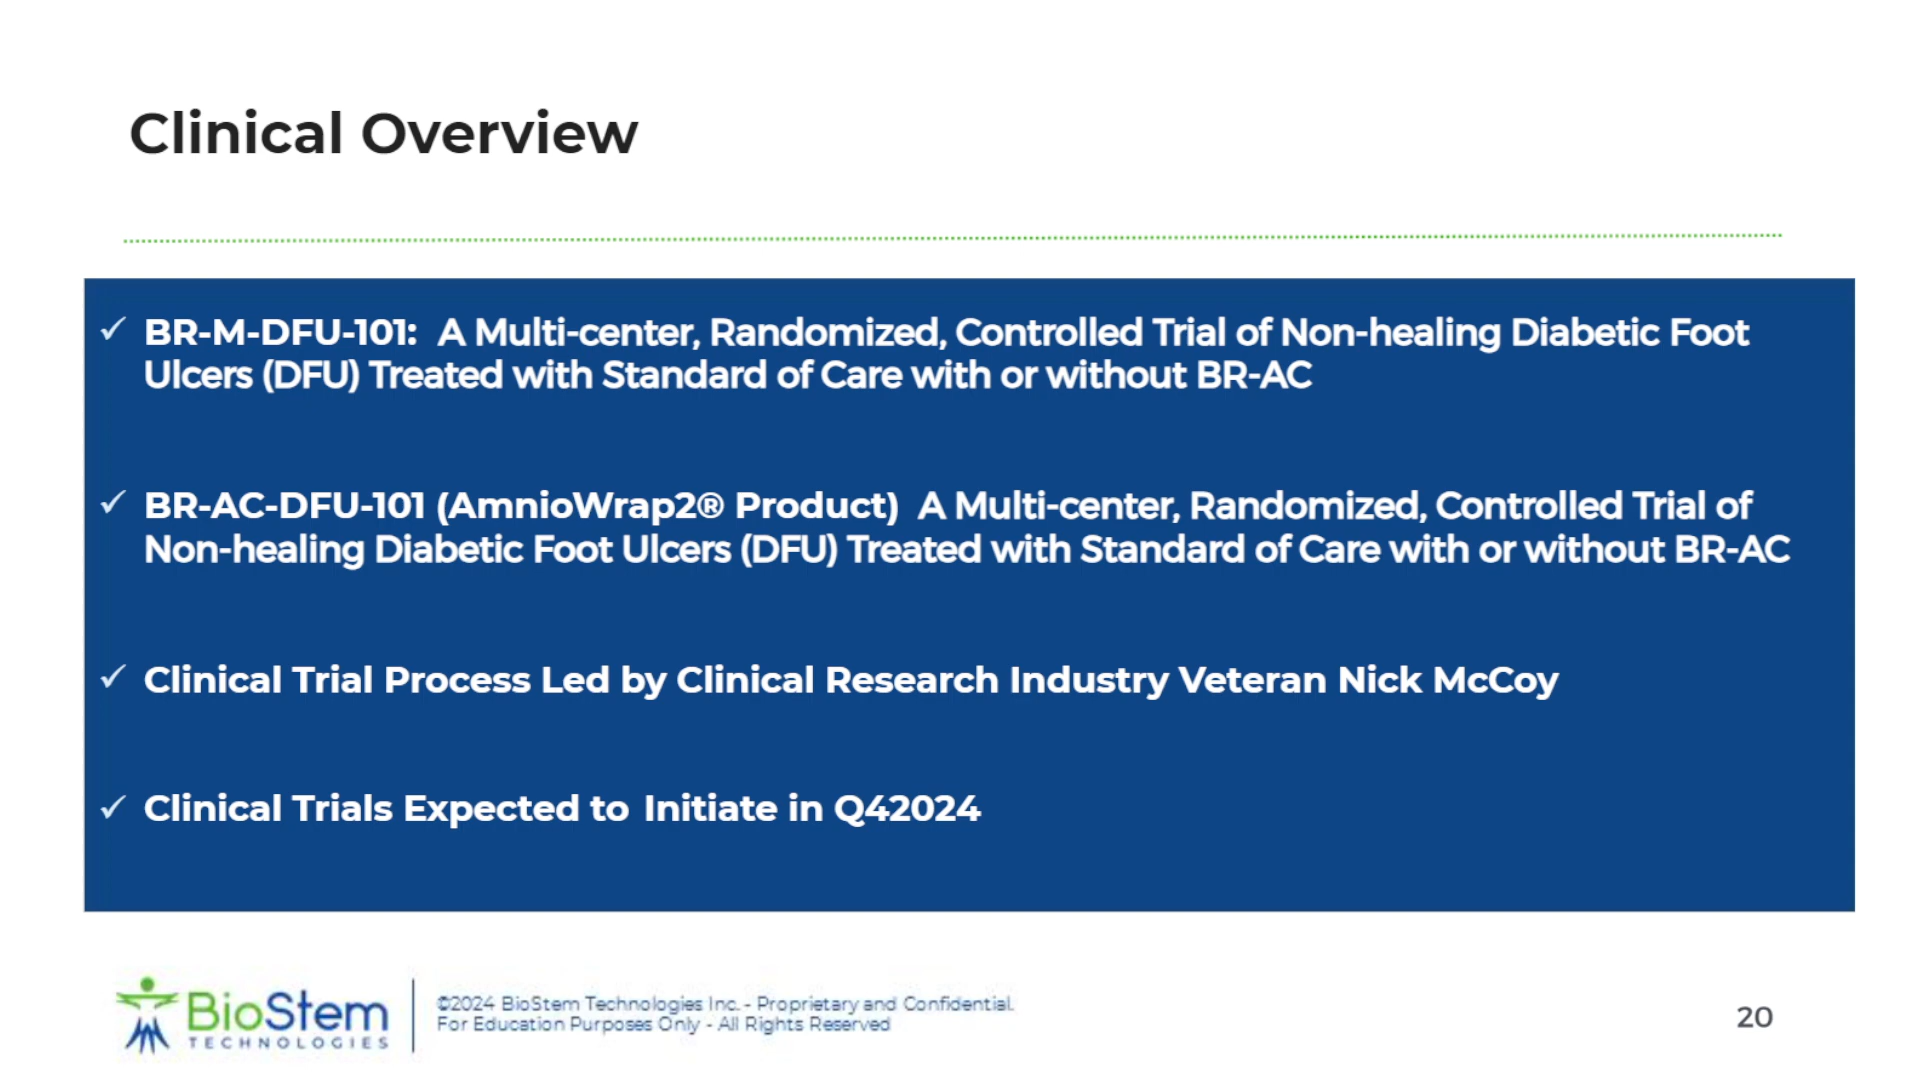 Clinical Overview
✓ BR-M-DFU-101: A Multi-center, Randomized, Controlled Trial of Non-healing Diabetic Foot
Ulcers (DFU) Treated with Standard of Care with or without BR-AC
✓ BR-AC-DFU-101 (AmnioWrap2® Product) A Multi-center, Randomized, Controlled Trial of
Non-healing Diabetic Foot Ulcers (DFU) Treated with Standard of Care with or without BR-AC
✓ Clinical Trial Process Led by Clinical Research Industry Veteran Nick McCoy
✓ Clinical Trials Expected to Initiate in Q42024
BioStem
TECHNOLOGIES
©2024 BioStem Technologies Inc. - Proprietary and Confidential.
For Education Purposes Only - All Rights Reserved
20